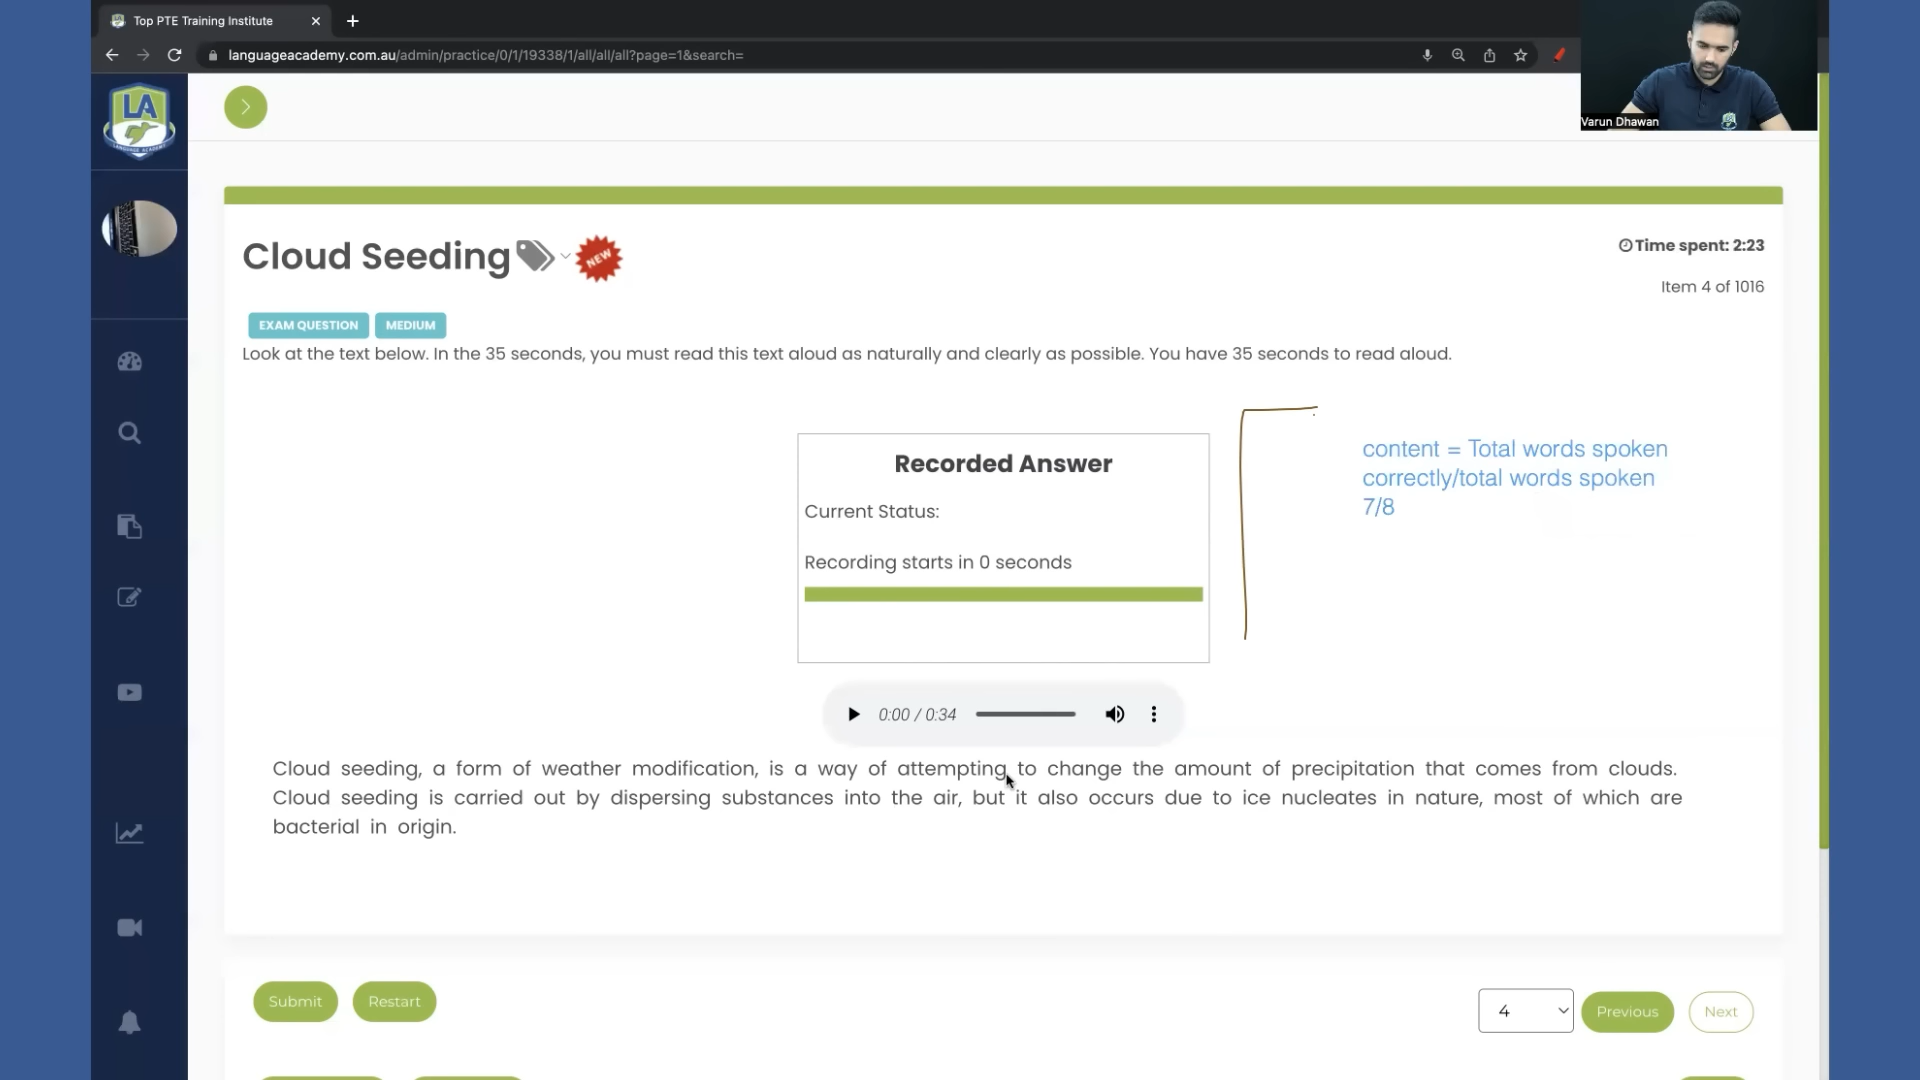 Top PTE Training Institute
languageacademy.com.au/admin/practice/0/1/19338/1/all/all/all?page=1&search=
Varun Dhawan
LA
LANGUAGE ACADEMY
Cloud Seeding
NEW
Time spent: 2:23
Item 4 of 1016
EXAM QUESTION MEDIUM
Look at the text below. In the 35 seconds, you must read this text aloud as naturally and clearly as possible. You have 35 seconds to read aloud.
Recorded Answer
Current Status:
Recording starts in 0 seconds
content = Total words spoken
correctly/total words spoken
7/8
0:00 / 0:34
Cloud seeding, a form of weather modification, is a way of attempting to change the amount of precipitation that comes from clouds.
Cloud seeding is carried out by dispersing substances into the air, but it also occurs due to ice nucleates in nature, most of which are
bacterial in origin.
Submit Restart
4 Previous Next